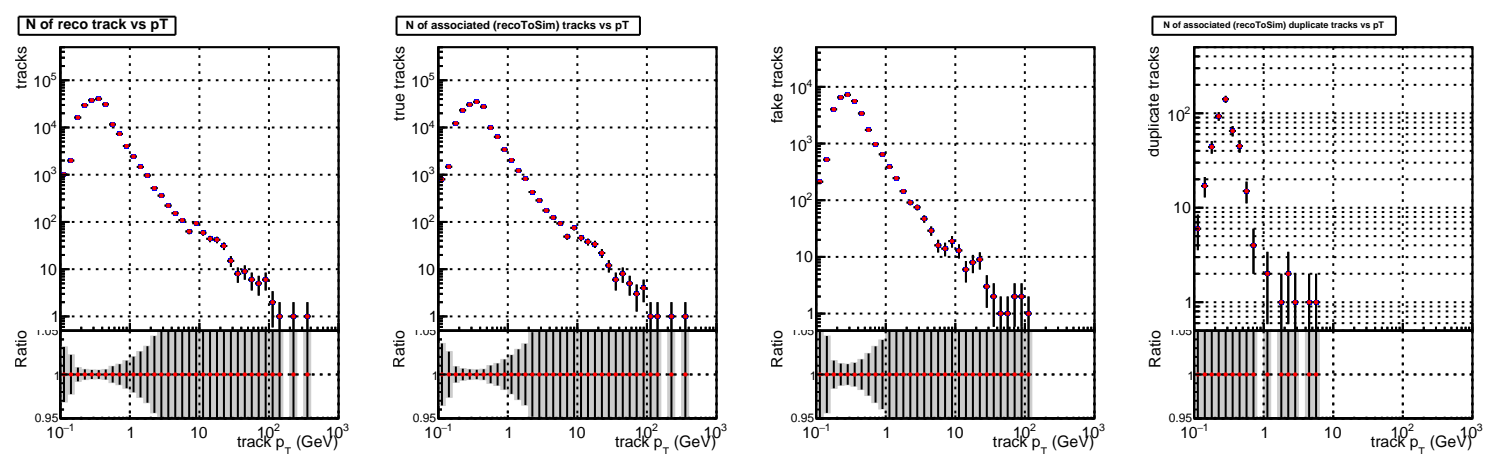 N of reco track vs pT
tracks
10^5
10^4
10^3
10^2
10
1
Ratio
1.05
1
0.95
10^-1 1 10 10^2 10^3
track p_T (GeV)
N of associated (recoToSim) tracks vs pT
true tracks
10^5
10^4
10^3
10^2
10
1
Ratio
1.05
1
0.95
10^-1 1 10 10^2 10^3
track p_T (GeV)
fake tracks
10^4
10^3
10^2
10
1
Ratio
1.05
1
0.95
10^-1 1 10 10^2 10^3
track p_T (GeV)
N of associated (recoToSim) duplicate tracks vs pT
duplicate tracks
10^2
10
1
Ratio
1.05
1
0.95
10^-1 1 10 10^2 10^3
track p_T (GeV)